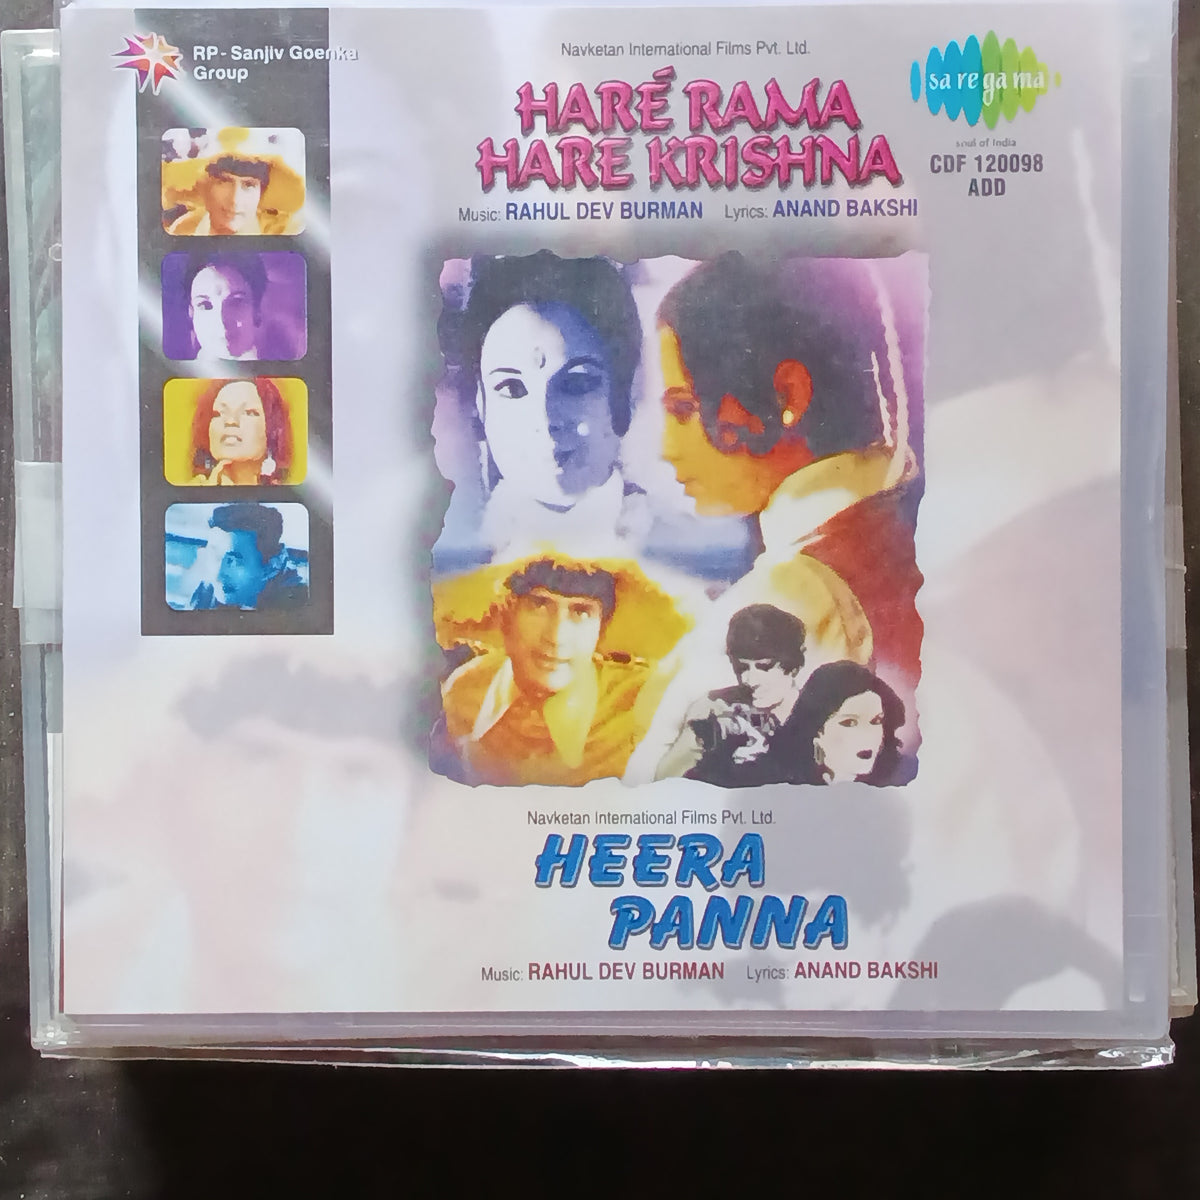 RP - Sanjiv Goenka
Group
Navketan International Films Pvt. Ltd.
HARÉ RAMA
HARE KRISHNA
Music: RAHUL DEV BURMAN Lyrics: ANAND BAKSHI
sa re ga ma
soul of India
CDF 120098
ADD
Navketan International Films Pvt. Ltd.
HEERA
PANNA
Music: RAHUL DEV BURMAN Lyrics: ANAND BAKSHI